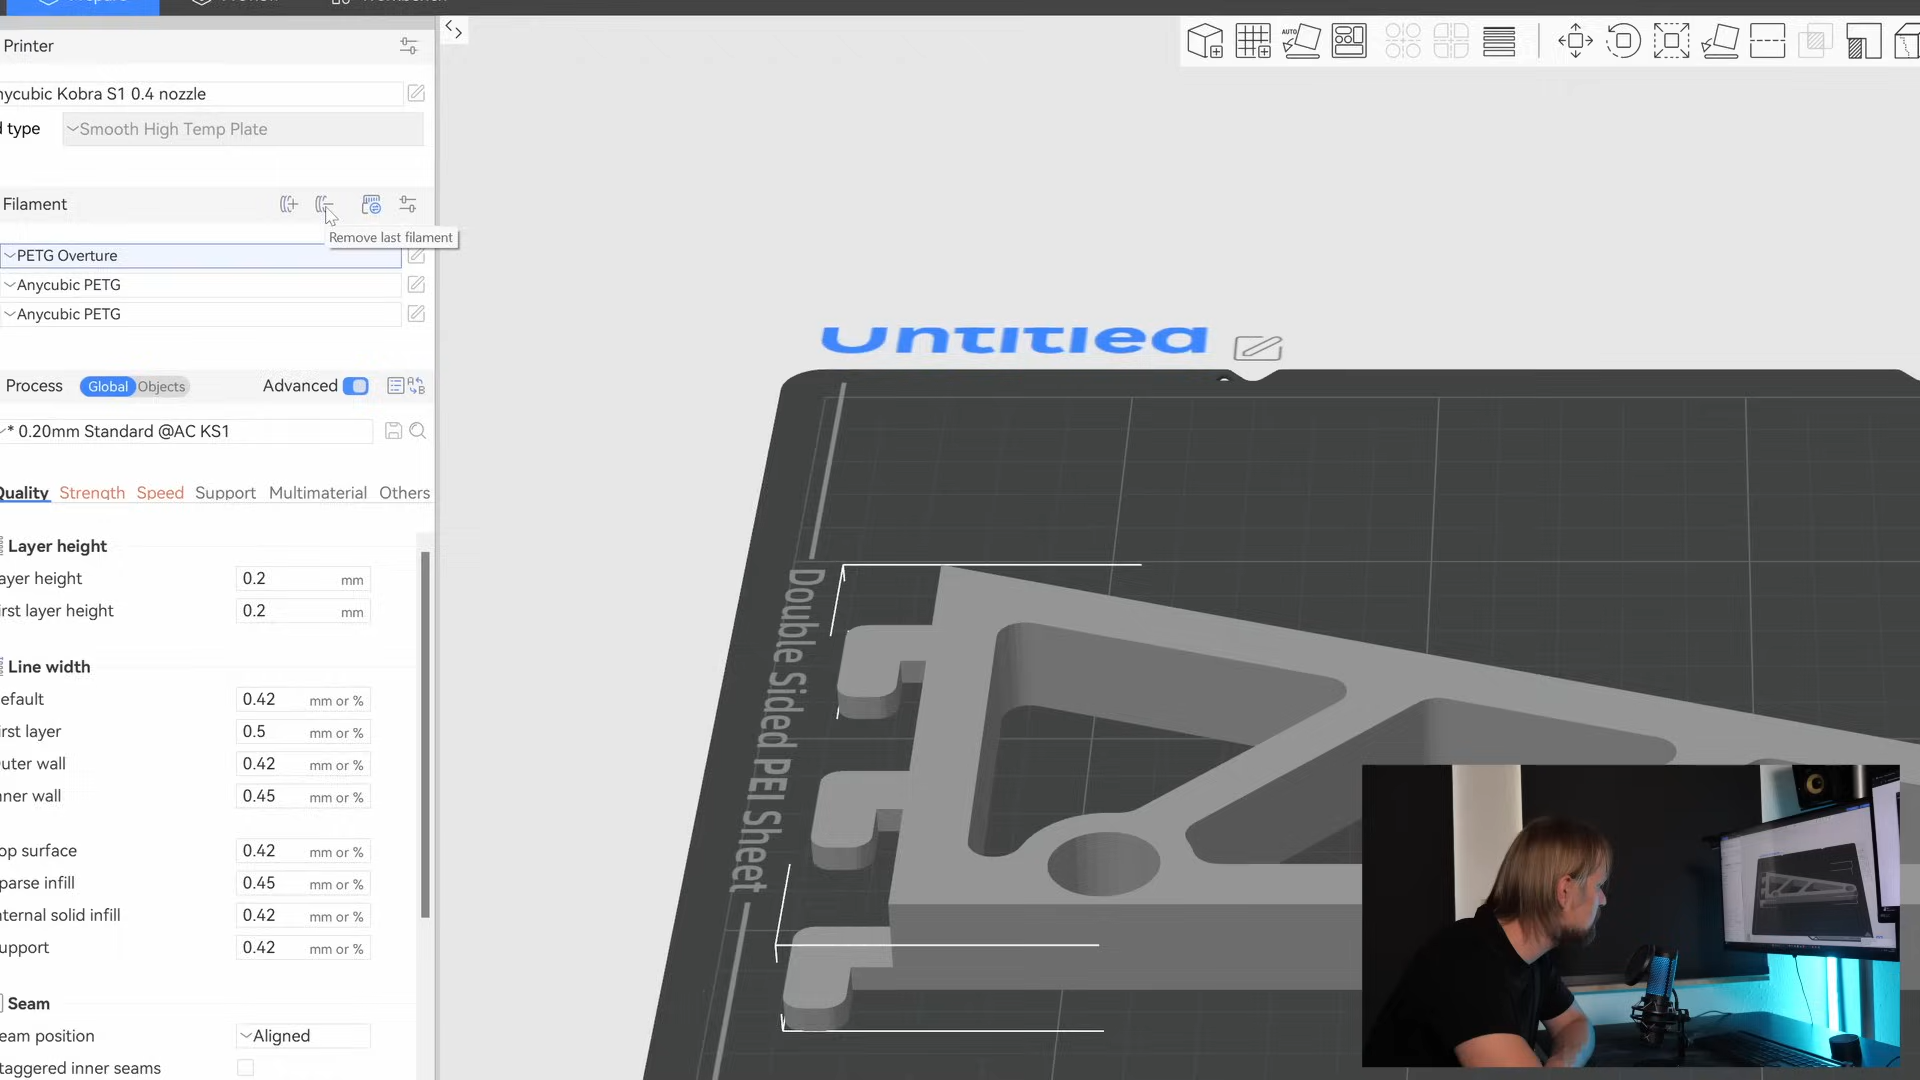 Printer
nycubic Kobra S1 0.4 nozzle
d type
Smooth High Temp Plate
Filament
Remove last filament
PETG Overture
Anycubic PETG
Anycubic PETG
Process
Global
Objects
Advanced
* 0.20mm Standard @AC KS1
Quality
Strength
Speed
Support
Multimaterial
Others
Layer height
ayer height
0.2
mm
irst layer height
0.2
mm
Line width
efault
0.42
mm or %
irst layer
0.5
mm or %
uter wall
0.42
mm or %
nner wall
0.45
mm or %
op surface
0.42
mm or %
parse infill
0.45
mm or %
nternal solid infill
0.42
mm or %
upport
0.42
mm or %
Seam
eam position
Aligned
taggered inner seams
Untitled
AUTO
Double Sided PEI Sheet